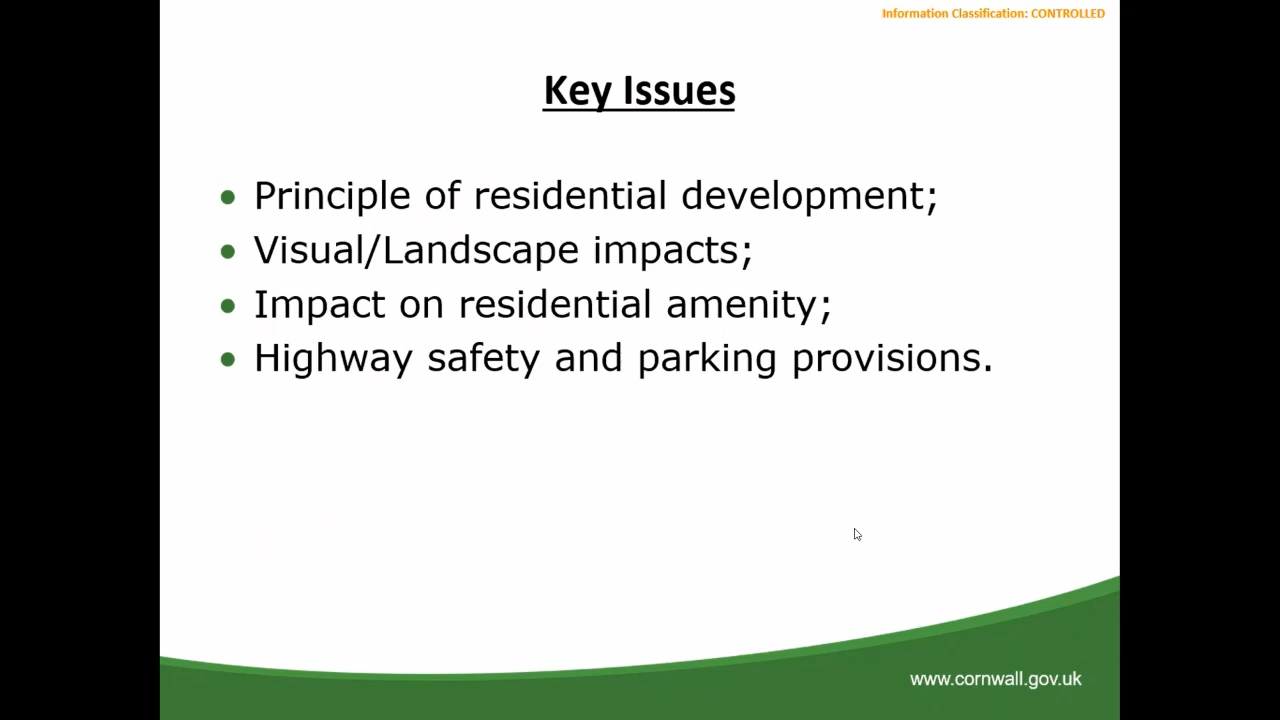 Information Classification: CONTROLLED
Key Issues
Principle of residential development;
Visual/Landscape impacts;
Impact on residential amenity;
Highway safety and parking provisions.
www.cornwall.gov.uk